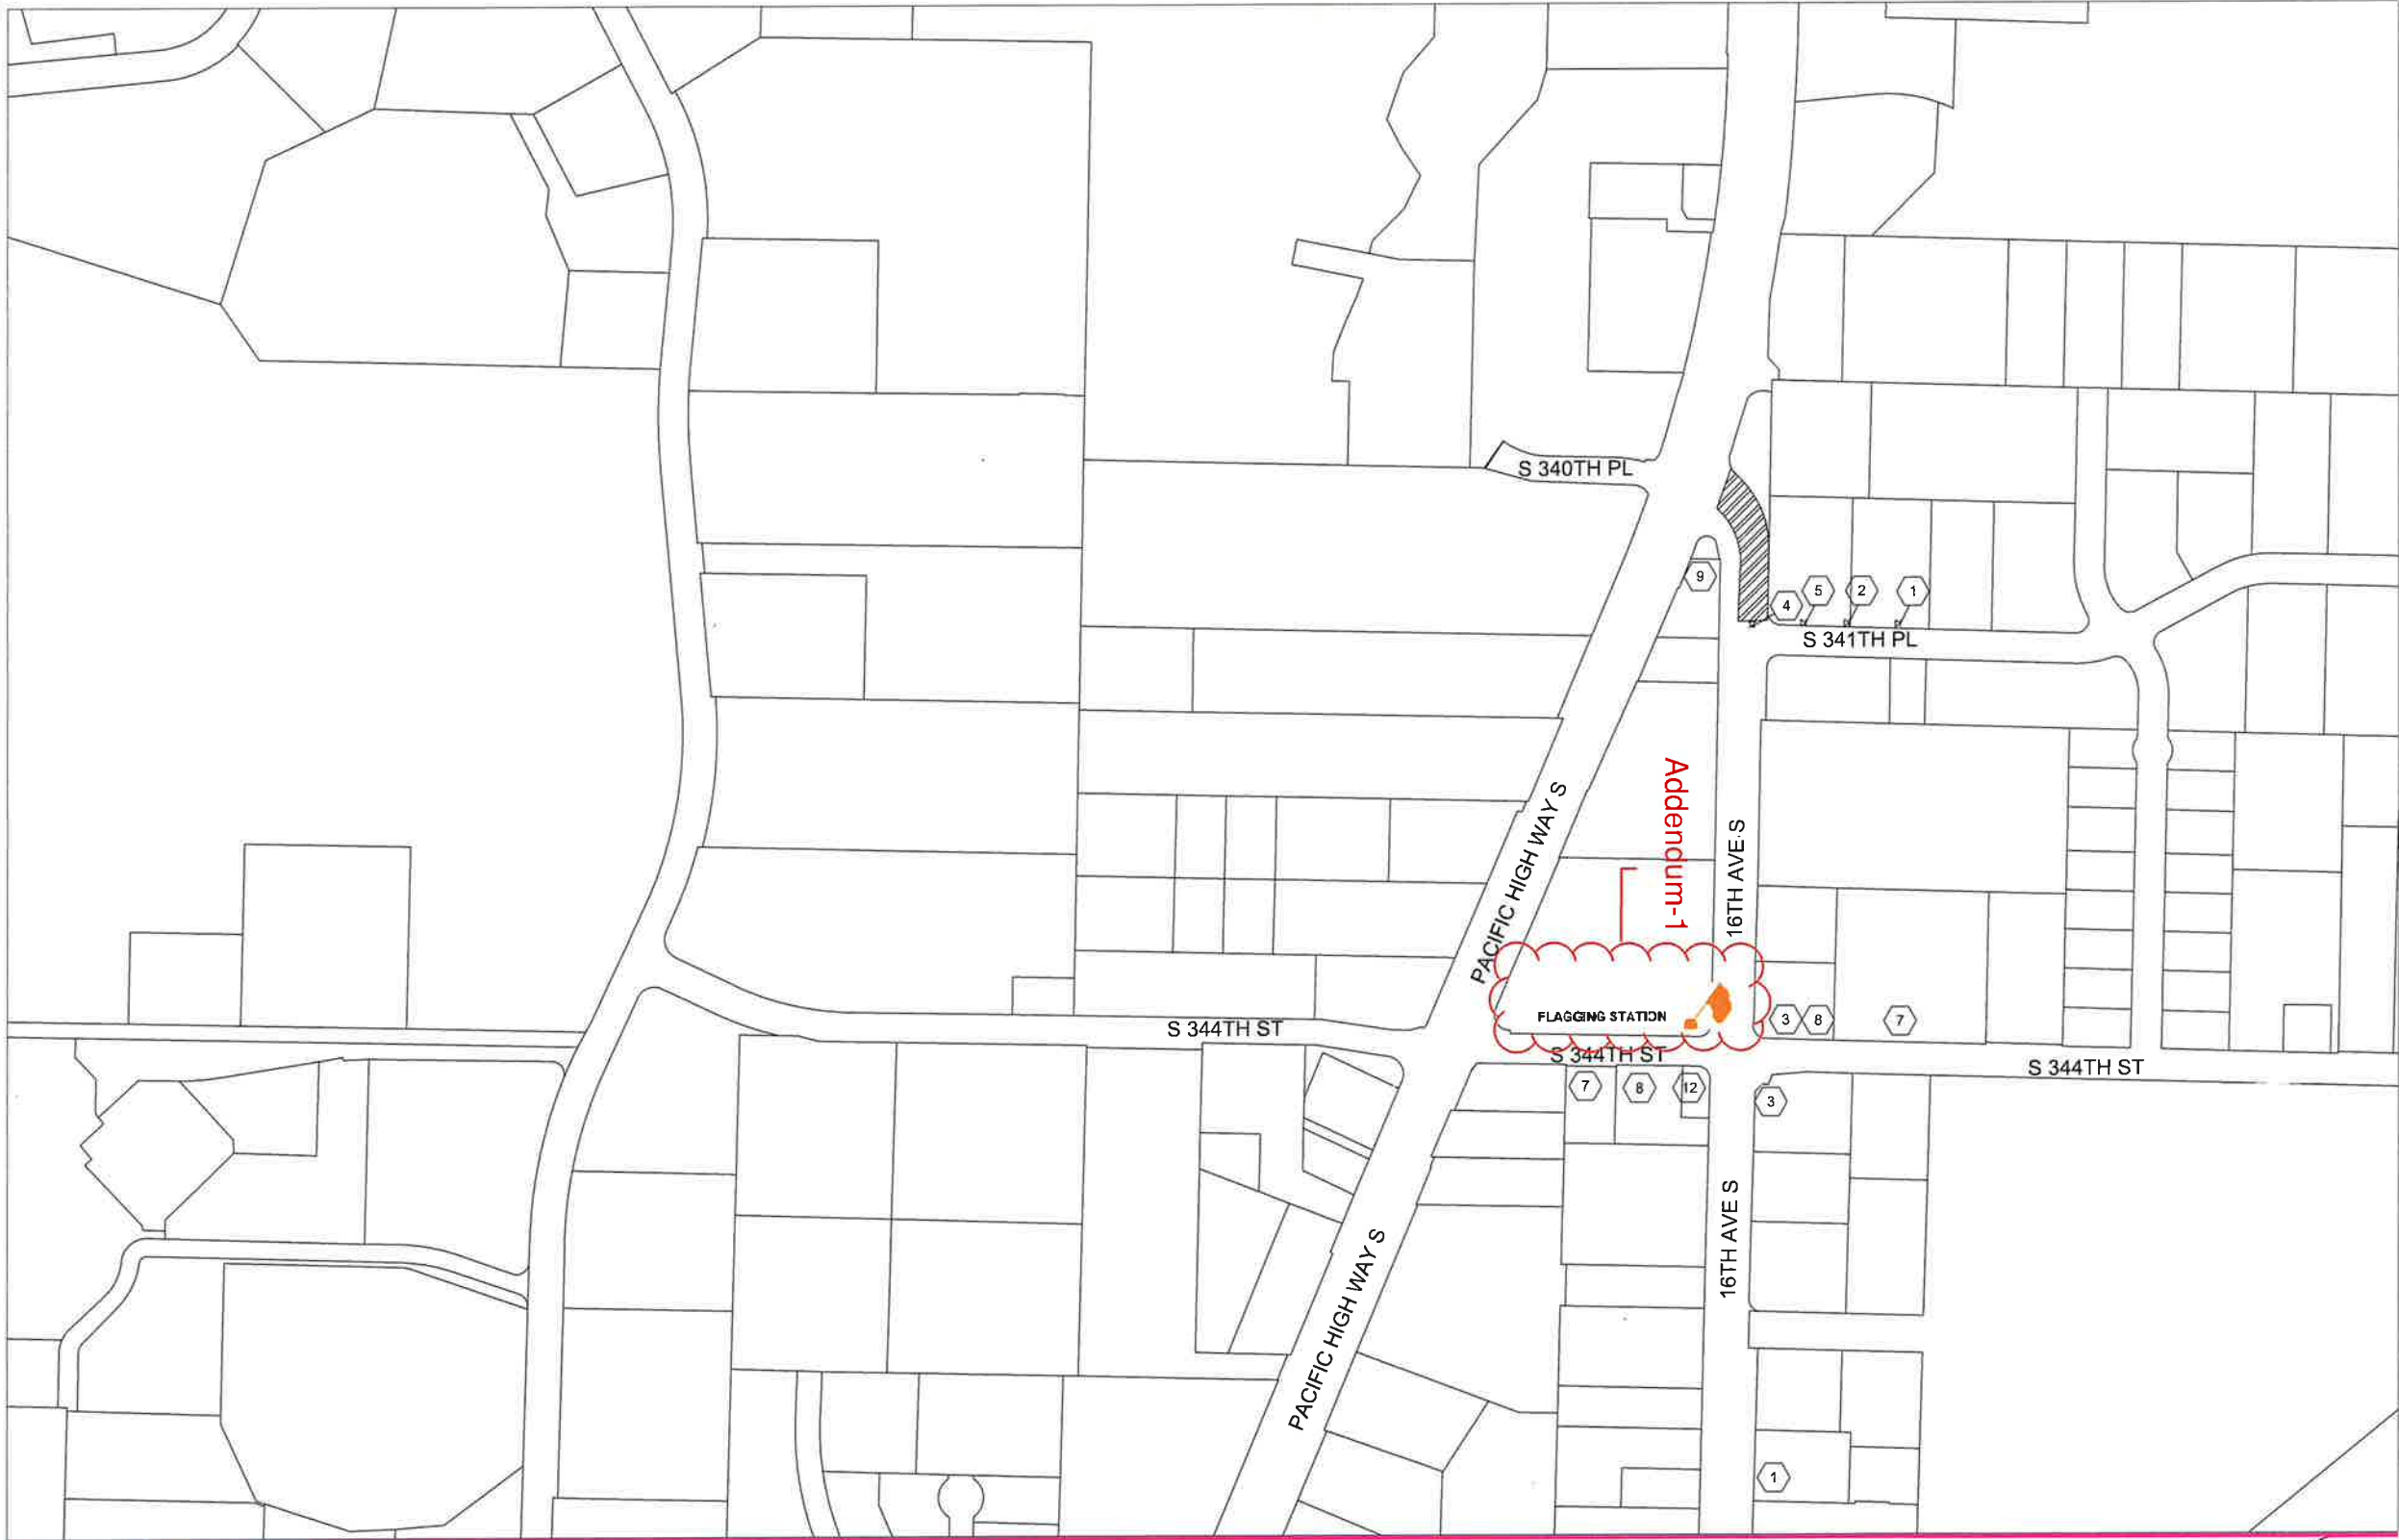 S 340TH PL
9
4
5
2
1
S 341TH PL
PACIFIC HIGH WAY S
Addendum-1
16TH AVE S
FLAGGING STATION
3
8
7
S 344TH ST
S 344TH ST
S 344TH ST
7
8
12
3
16TH AVE S
PACIFIC HIGH WAY S
1